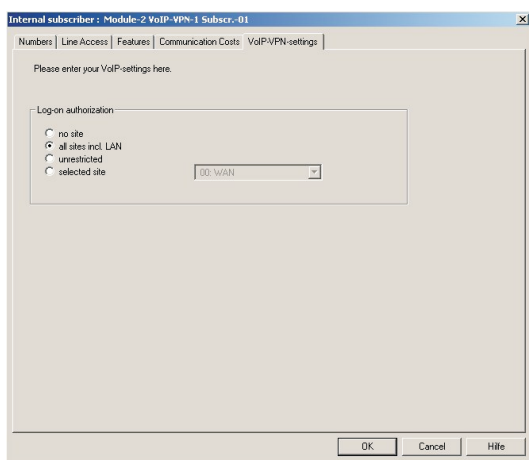 Internal subscriber : Module-2 VoIP-VPN-1 Subscr.-01
Numbers Line Access Features Communication Costs VoIP-VPN-settings
Please enter your VoIP-settings here.
Log-on authorization
no site
all sites incl. LAN
unrestricted
selected site 00: WAN
OK Cancel Hilfe